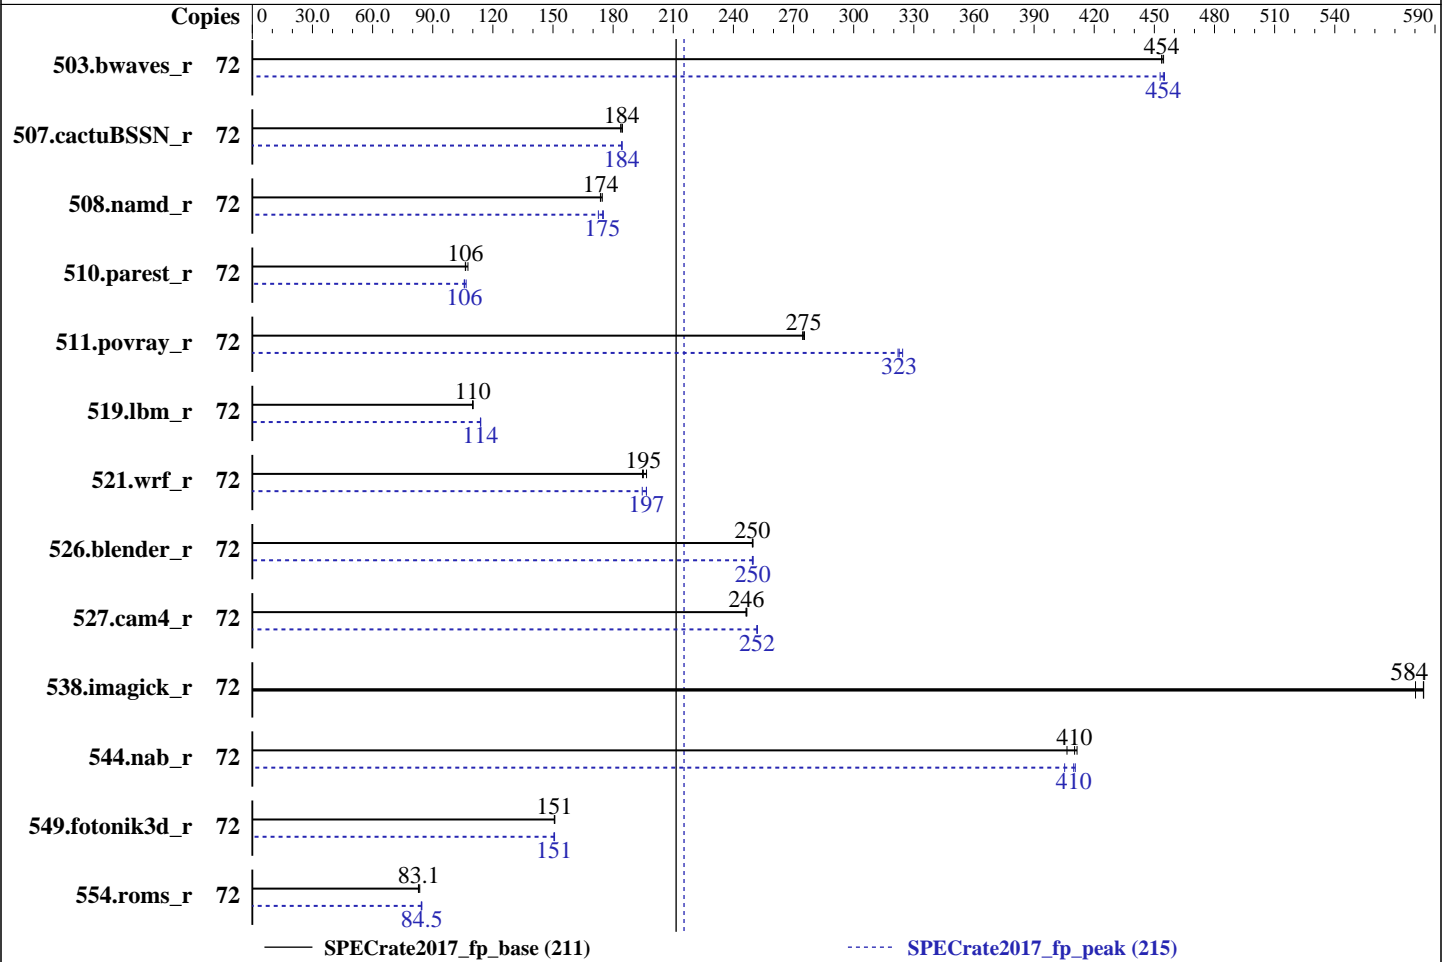 Copies 0 30.0 60.0 90.0 120 150 180 210 240 270 300 330 360 390 420 450 480 510 540 590
503.bwaves_r 72 454
454
507.cactuBSSN_r 72 184
184
508.namd_r 72 174
175
510.parest_r 72 106
106
511.povray_r 72 275
323
519.lbm_r 72 110
114
521.wrf_r 72 195
197
526.blender_r 72 250
250
527.cam4_r 72 246
252
538.imagick_r 72 584
544.nab_r 72 410
410
549.fotonik3d_r 72 151
151
554.roms_r 72 83.1
84.5
SPECrate2017_fp_base (211) SPECrate2017_fp_peak (215)